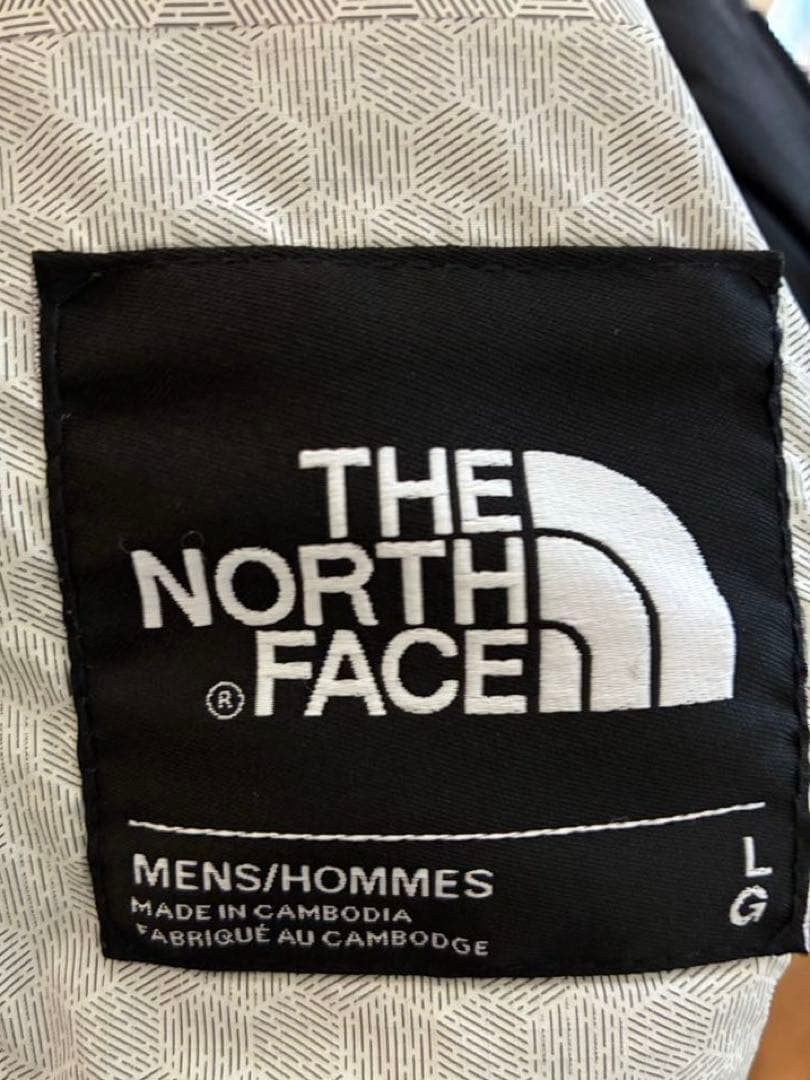 THE
NORTH
® FACE
MENS/HOMMES
MADE IN CAMBODIA
FABRIQUÉ AU CAMBODGE
L
G